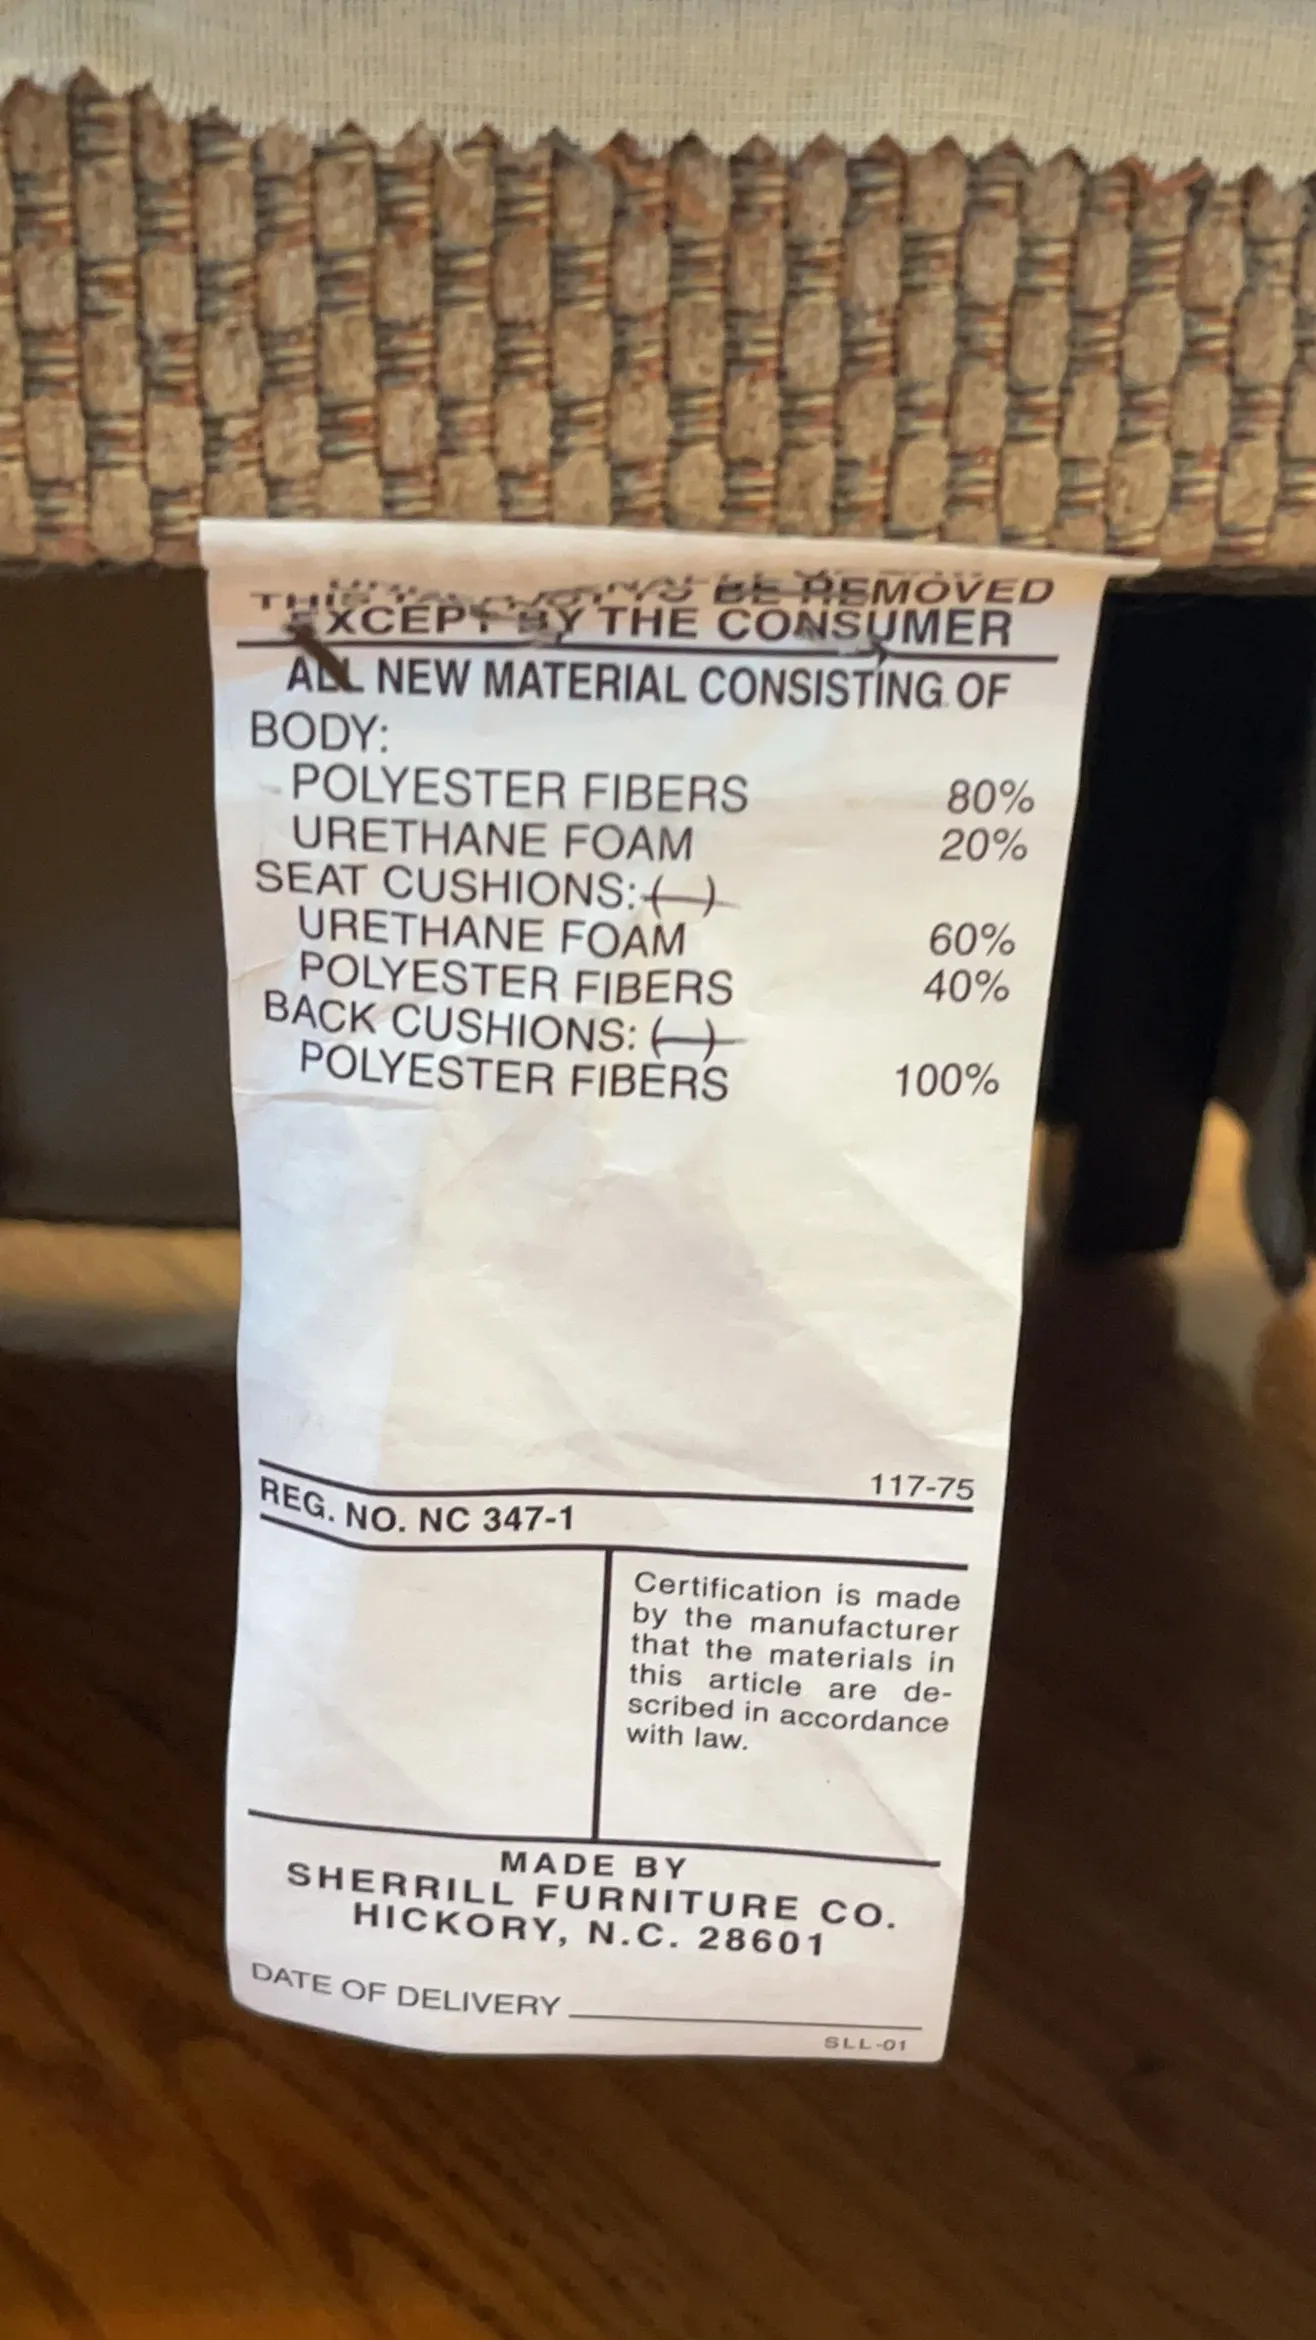 THIS TAG SHALL BE REMOVED
EXCEPT BY THE CONSUMER
ALL NEW MATERIAL CONSISTING OF
BODY:
POLYESTER FIBERS 80%
URETHANE FOAM 20%
SEAT CUSHIONS: (—)
URETHANE FOAM 60%
POLYESTER FIBERS 40%
BACK CUSHIONS: (—)
POLYESTER FIBERS 100%
117-75
REG. NO. NC 347-1
Certification is made
by the manufacturer
that the materials in
this article are de-
scribed in accordance
with law.
MADE BY
SHERRILL FURNITURE CO.
HICKORY, N.C. 28601
DATE OF DELIVERY
SLL-01